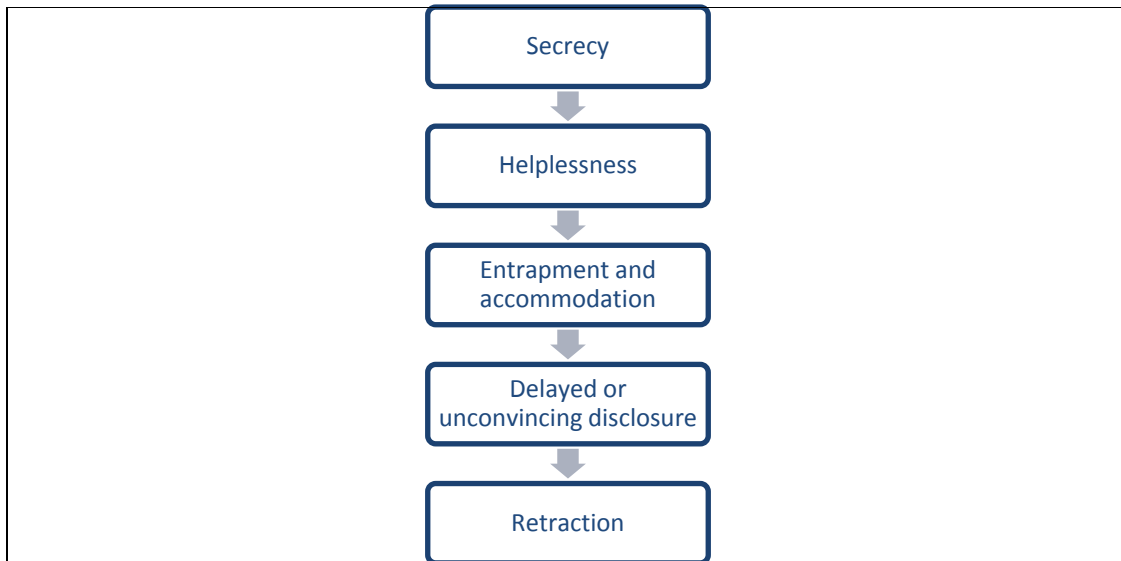 Secrecy
Helplessness
Entrapment and
accommodation
Delayed or
unconvincing disclosure
Retraction